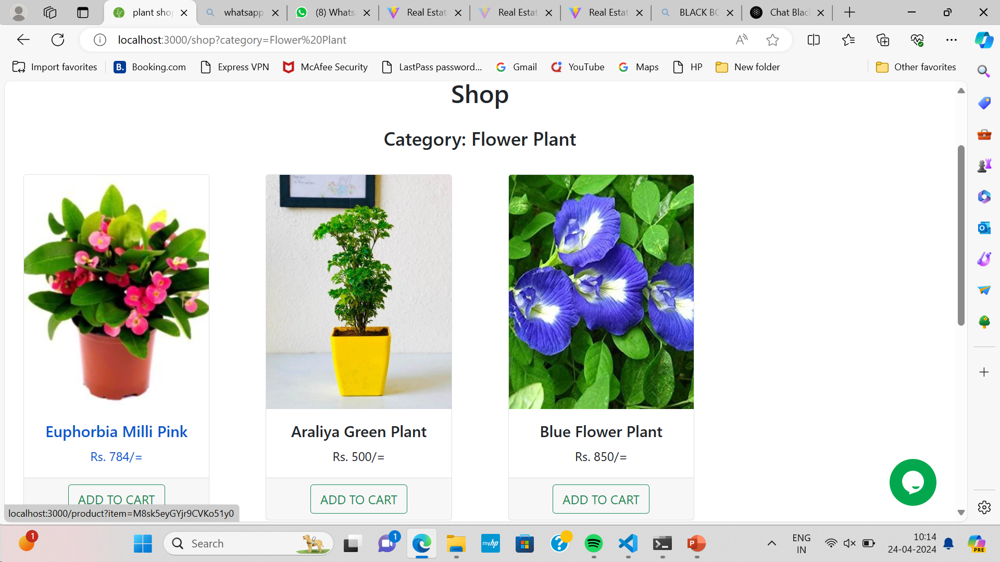 plant sho
whatsapp
(8) Whats
Real Estat
Real Estat
Real Estat
BLACK BO
Chat Blac
localhost:3000/shop?category=Flower%20Plant
Import favorites
B. Booking.com
Express VPN
McAfee Security
LastPass password...
Gmail
YouTube
Maps
HP
New folder
Other favorites
Shop
Category: Flower Plant
Euphorbia Milli Pink
Araliya Green Plant
Blue Flower Plant
Rs. 784/=
Rs. 500/=
Rs. 850/=
ADD TO CART
ADD TO CART
ADD TO CART
localhost:3000/product?item=M8sk5eyGYjr9CVKo51y0
1
Search
1
myhp
ENG
IN
10:14
24-04-2024
PRE